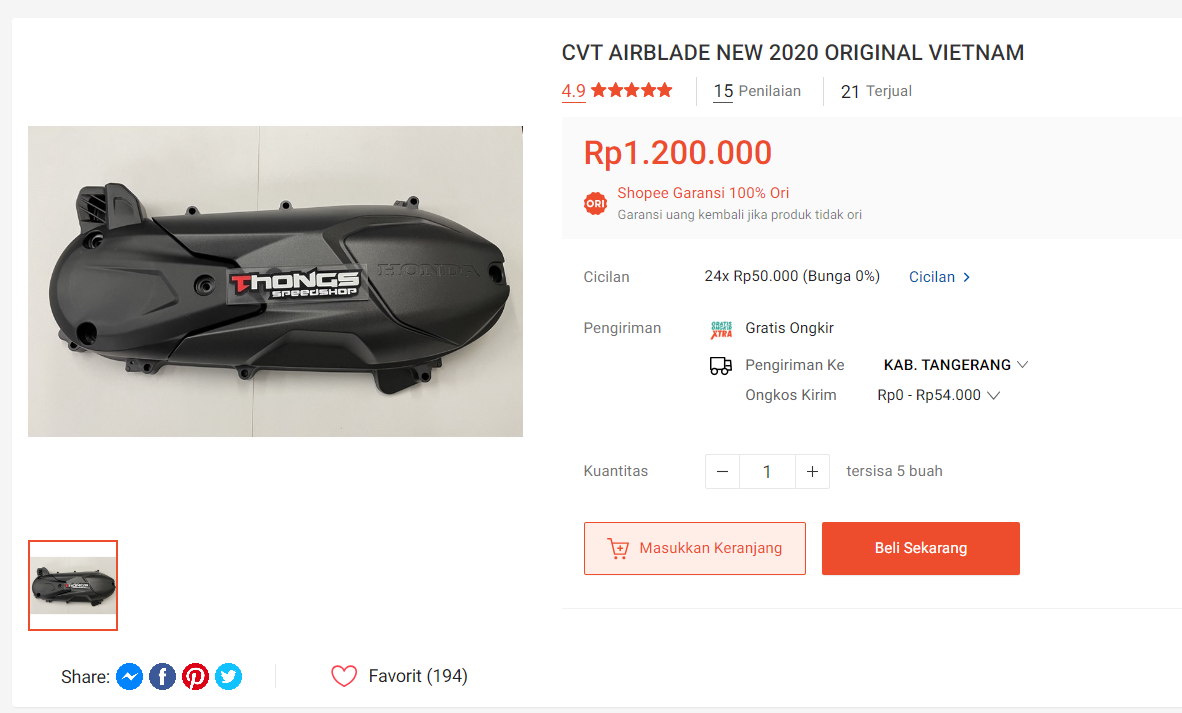 CVT AIRBLADE NEW 2020 ORIGINAL VIETNAM
4.9
15 Penilaian
21 Terjual
Rp1.200.000
ORI
Shopee Garansi 100% Ori
Garansi uang kembali jika produk tidak ori
HONDA
THONGS
SPEEDSHOP
Cicilan
24x Rp50.000 (Bunga 0%)
Cicilan
Pengiriman
GRATIS
ONGKIR
XTRA
Gratis Ongkir
Pengiriman Ke
KAB. TANGERANG
Ongkos Kirim
Rp0 - Rp54.000
Kuantitas
1
tersisa 5 buah
Masukkan Keranjang
Beli Sekarang
Share:
Favorit (194)